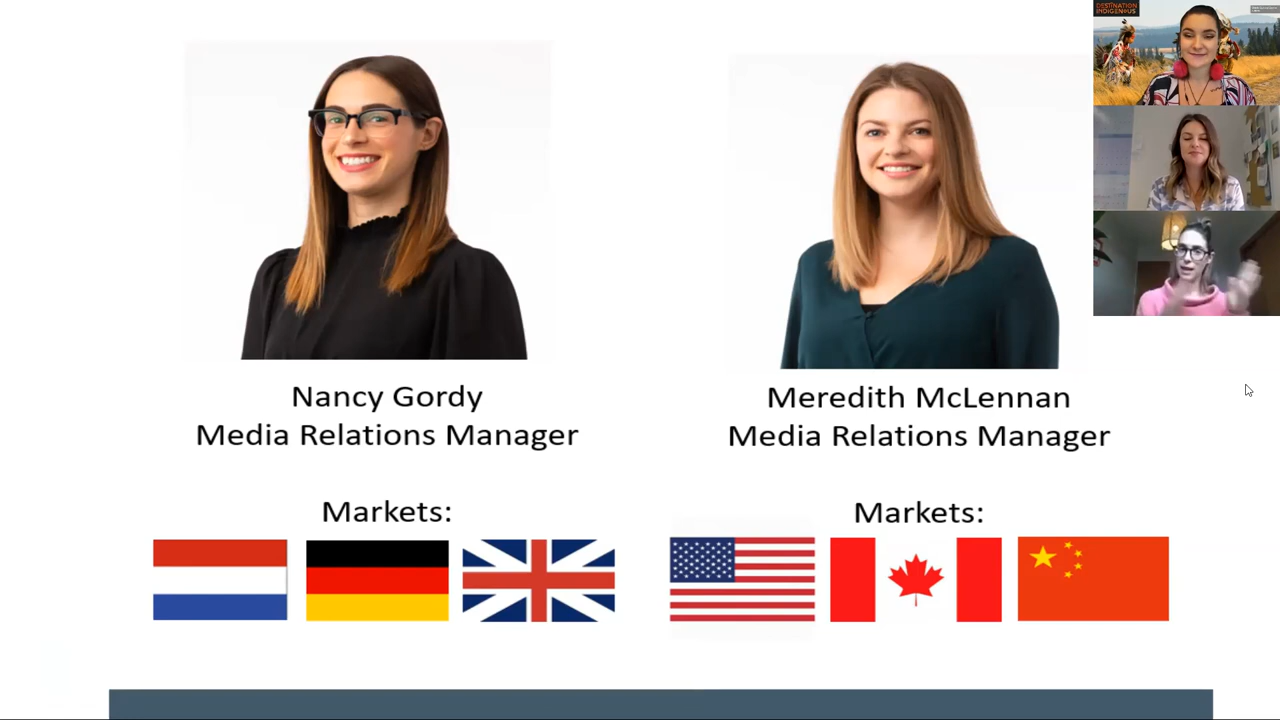 DESTINATION
INDIGENOUS
Nancy Gordy
Media Relations Manager
Markets:
Meredith McLennan
Media Relations Manager
Markets: